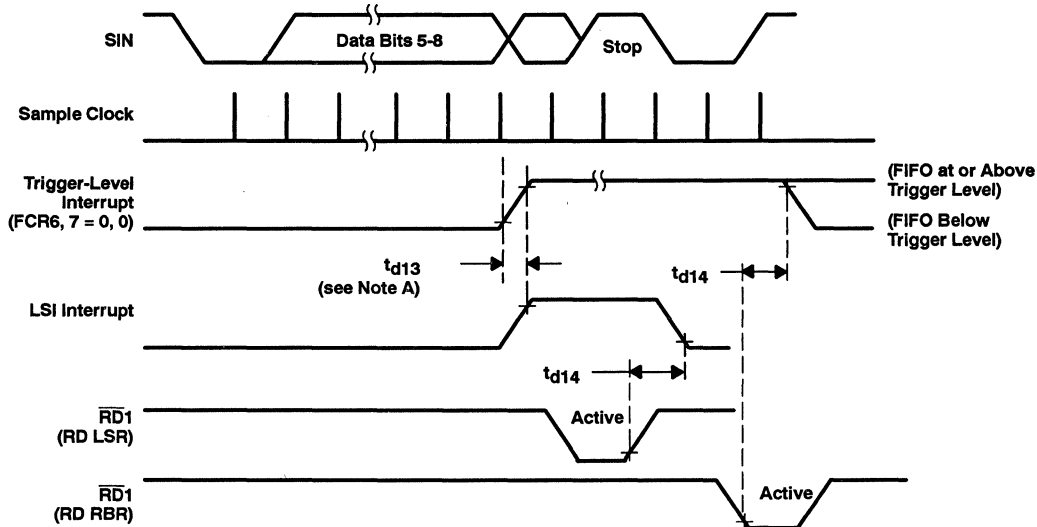 SIN
Data Bits 5-8
Stop
Sample Clock
Trigger-Level
Interrupt
(FCR6, 7 = 0, 0)
(FIFO at or Above
Trigger Level)
(FIFO Below
Trigger Level)
td13
(see Note A)
td14
LSI Interrupt
td14
RD1
(RD LSR)
Active
RD1
(RD RBR)
Active